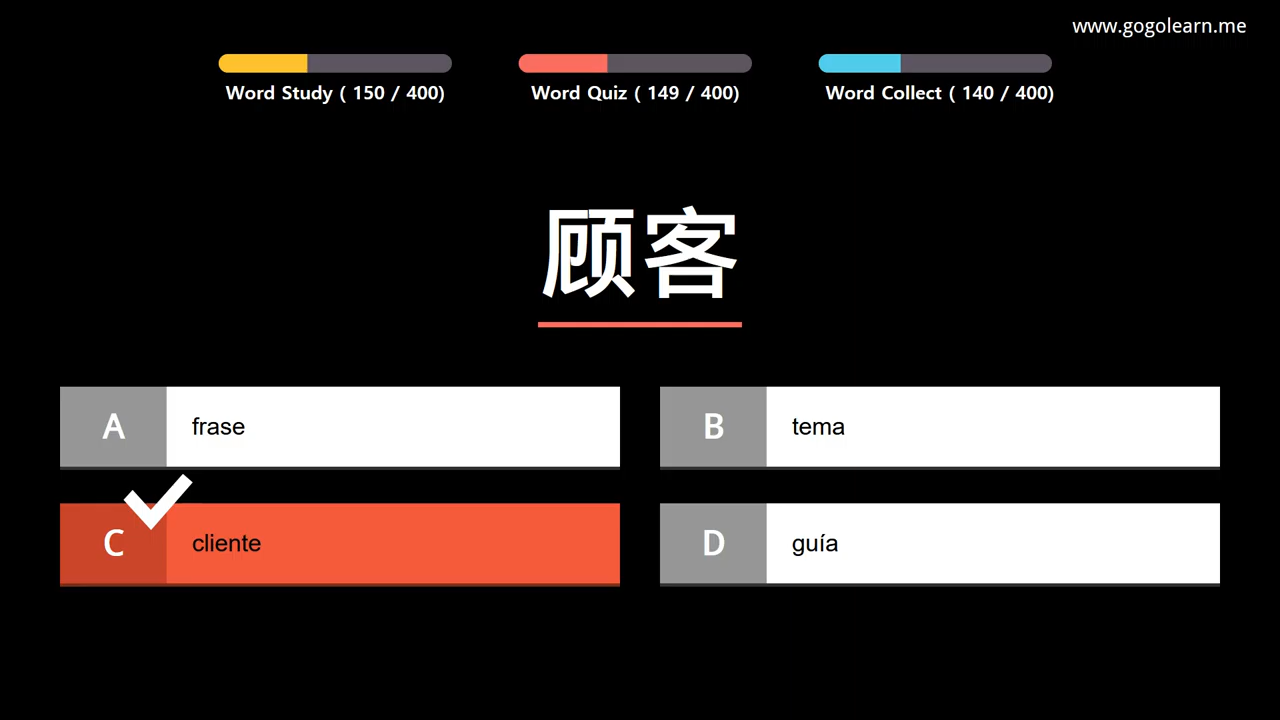 www.gogolearn.me
Word Study ( 150 / 400)
Word Quiz ( 149 / 400)
Word Collect ( 140 / 400)
顾客
A frase
B tema
C cliente
D guía